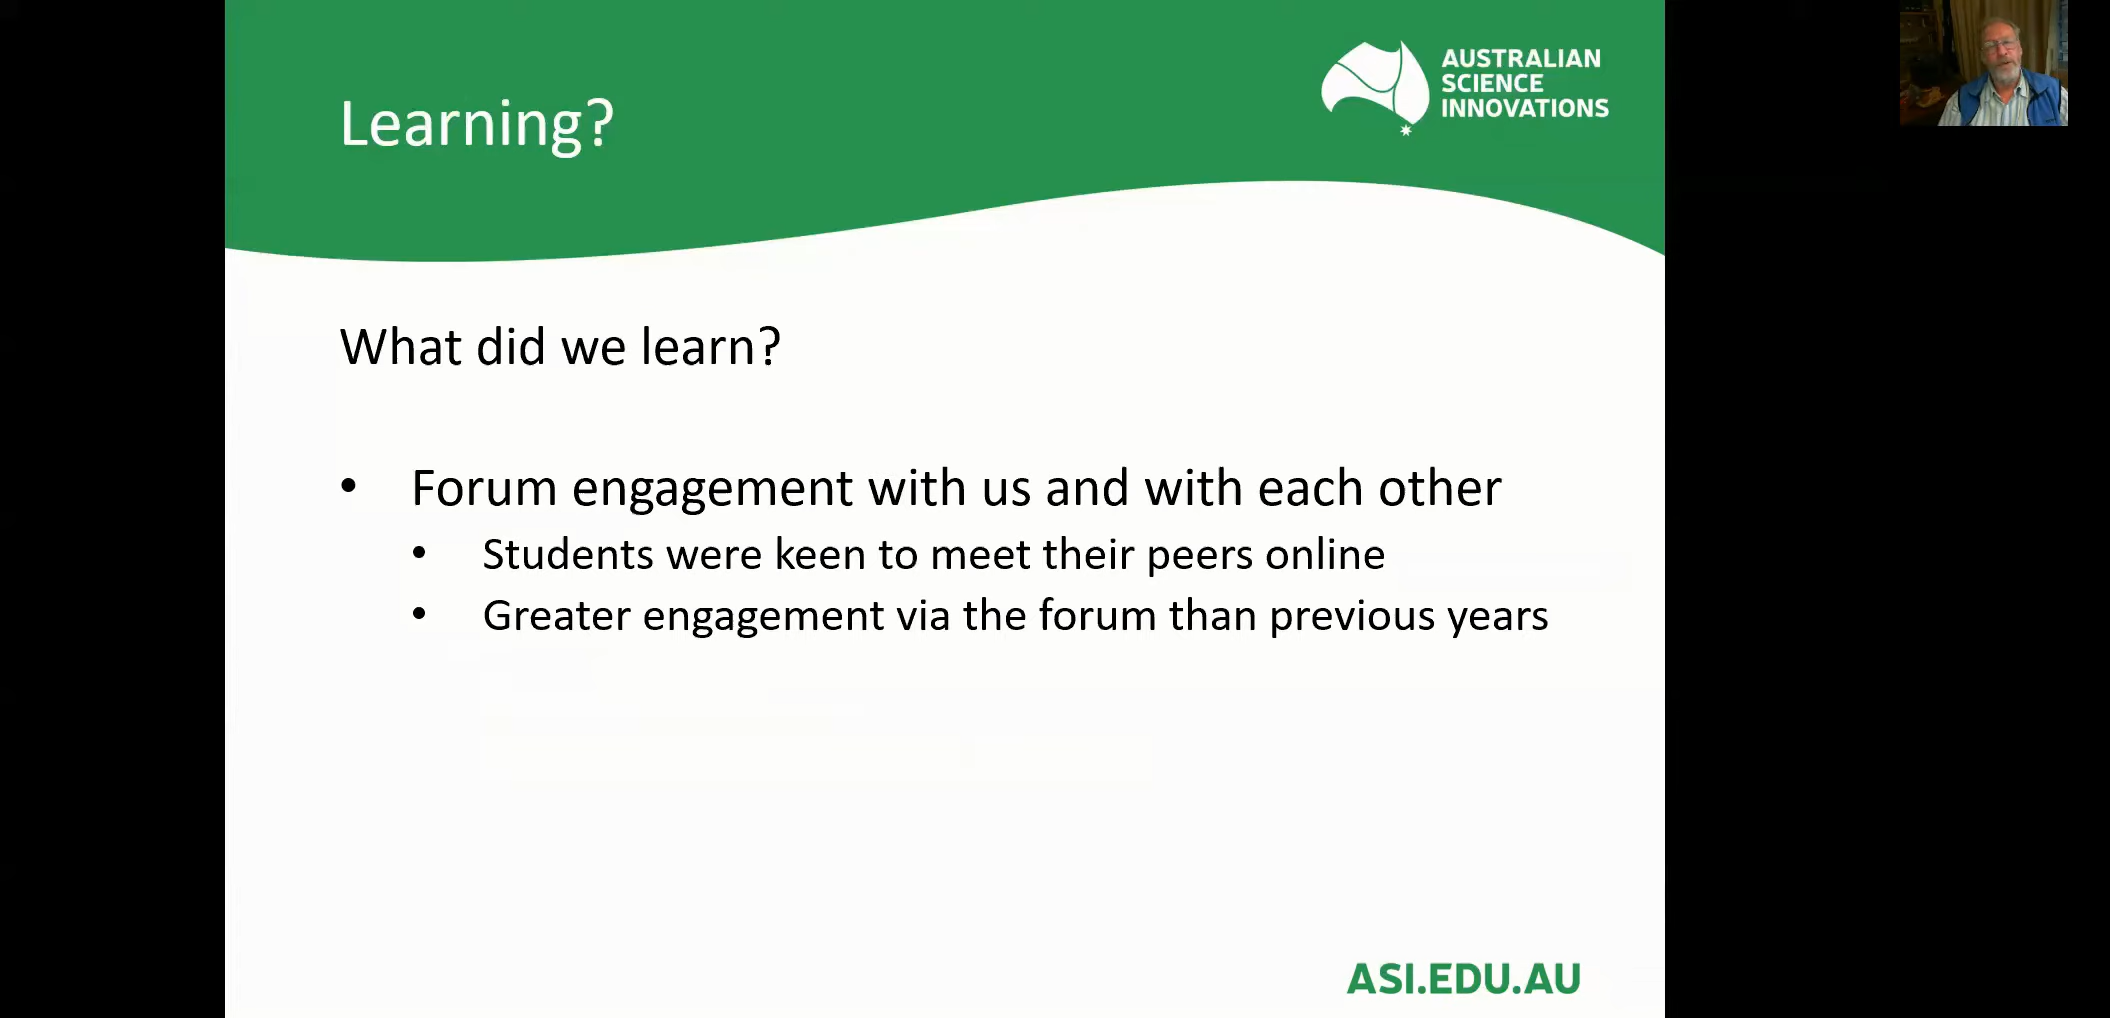 Learning?
AUSTRALIAN
SCIENCE
INNOVATIONS
What did we learn?
• Forum engagement with us and with each other
• Students were keen to meet their peers online
• Greater engagement via the forum than previous years
ASI.EDU.AU